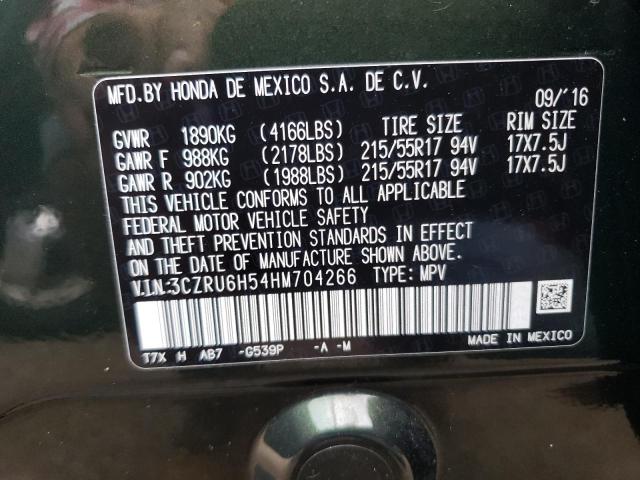 MFD.BY HONDA DE MEXICO S.A. DE C.V.
09/'16
GVWR 1890KG (4166LBS) TIRE SIZE RIM SIZE
GAWR F 988KG (2178LBS) 215/55R17 94V 17X7.5J
GAWR R 902KG (1988LBS) 215/55R17 94V 17X7.5J
THIS VEHICLE CONFORMS TO ALL APPLICABLE
FEDERAL MOTOR VEHICLE SAFETY
AND THEFT PREVENTION STANDARDS IN EFFECT
ON THE DATE OF MANUFACTURE SHOWN ABOVE.
V.I.N.:3CZRU6H54HM704266 TYPE: MPV
T7X H AB7 -G539P -A -M MADE IN MEXICO